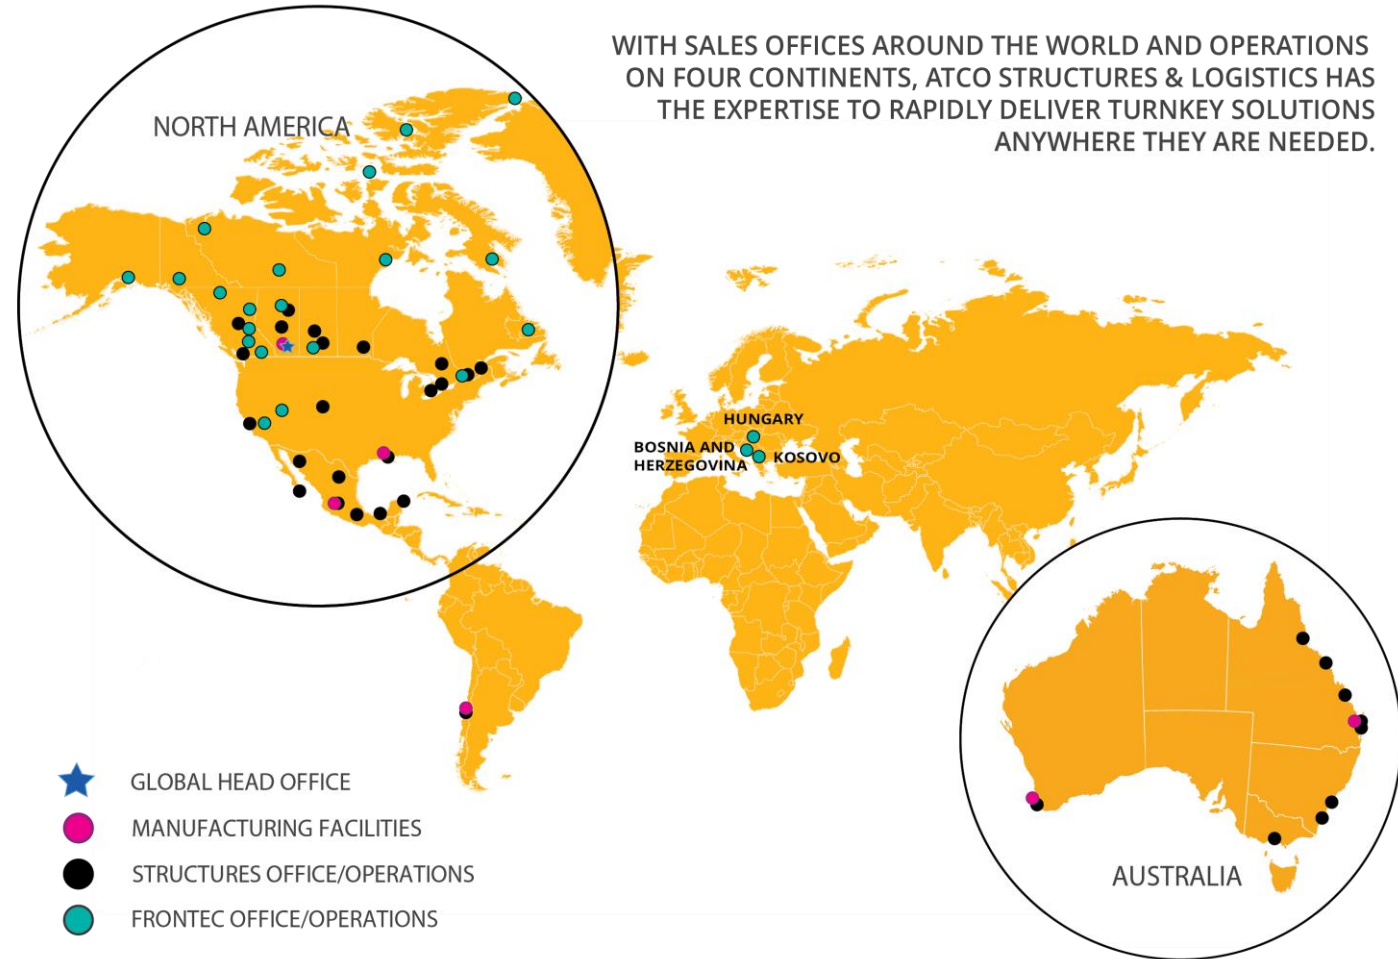 WITH SALES OFFICES AROUND THE WORLD AND OPERATIONS
ON FOUR CONTINENTS, ATCO STRUCTURES & LOGISTICS HAS
THE EXPERTISE TO RAPIDLY DELIVER TURNKEY SOLUTIONS
ANYWHERE THEY ARE NEEDED.
NORTH AMERICA
HUNGARY
BOSNIA AND
HERZEGOVINA
KOSOVO
AUSTRALIA
GLOBAL HEAD OFFICE
MANUFACTURING FACILITIES
STRUCTURES OFFICE/OPERATIONS
FRONTEC OFFICE/OPERATIONS